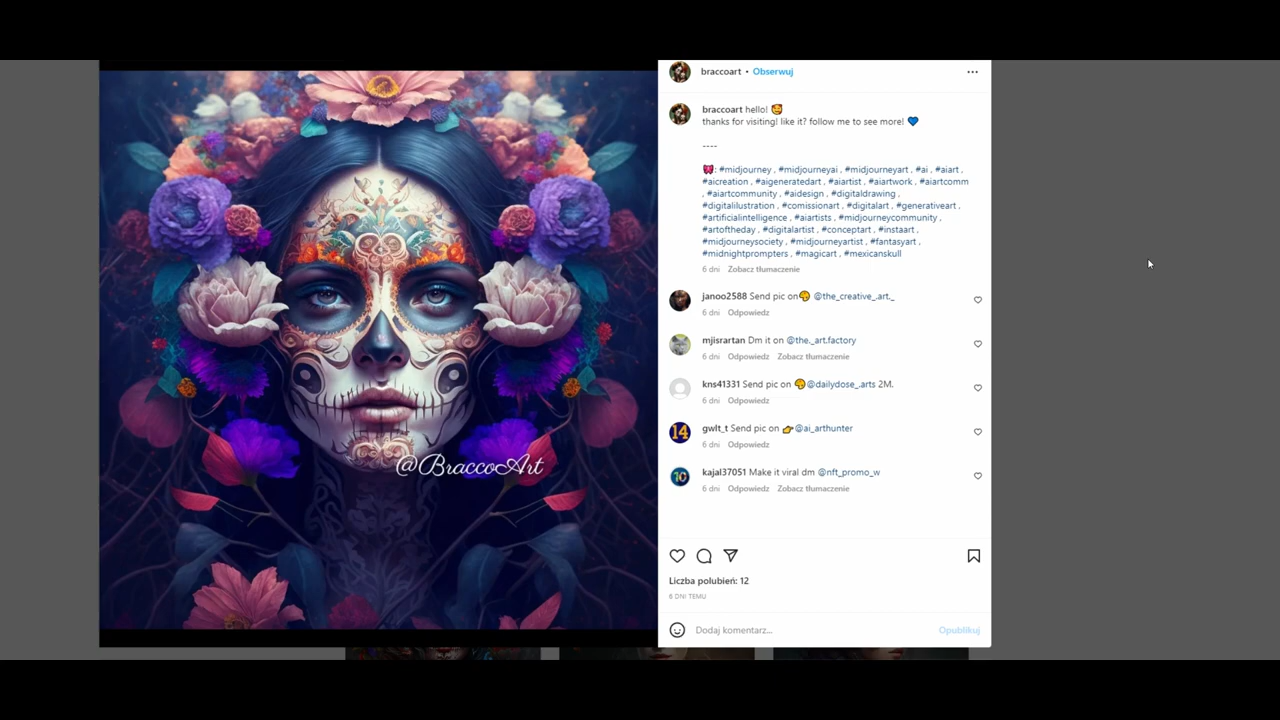 @BraccoArt
braccoart • Obserwuj
braccoart hello! 🥰
thanks for visiting! like it? follow me to see more! 💙
----
🎀: #midjourney , #midjourneyai , #midjourneyart , #ai , #aiart ,
#aicreation , #aigeneratedart , #aiartist , #aiartwork , #aiartcomm
, #aiartcommunity , #aidesign , #digitaldrawing ,
#digitalilustration , #comissionart , #digitalart , #generativeart ,
#artificialintelligence , #aiartists , #midjourneycommunity ,
#artoftheday , #digitalartist , #conceptart , #instaart ,
#midjourneysociety , #midjourneyartist , #fantasyart ,
#midnightprompters , #magicart , #mexicanskull
6 dni Zobacz tłumaczenie
janoo2588 Send pic on @the_creative_.art._
6 dni Odpowiedz
mjisrartan Dm it on @the._art.factory
6 dni Odpowiedz Zobacz tłumaczenie
kns41331 Send pic on @dailydose_.arts 2M.
6 dni Odpowiedz
14
gwlt_t Send pic on 👉 @ai_arthunter
6 dni Odpowiedz
10
kajal37051 Make it viral dm @nft_promo_w
6 dni Odpowiedz Zobacz tłumaczenie
Liczba polubień: 12
6 DNI TEMU
Dodaj komentarz... Opublikuj